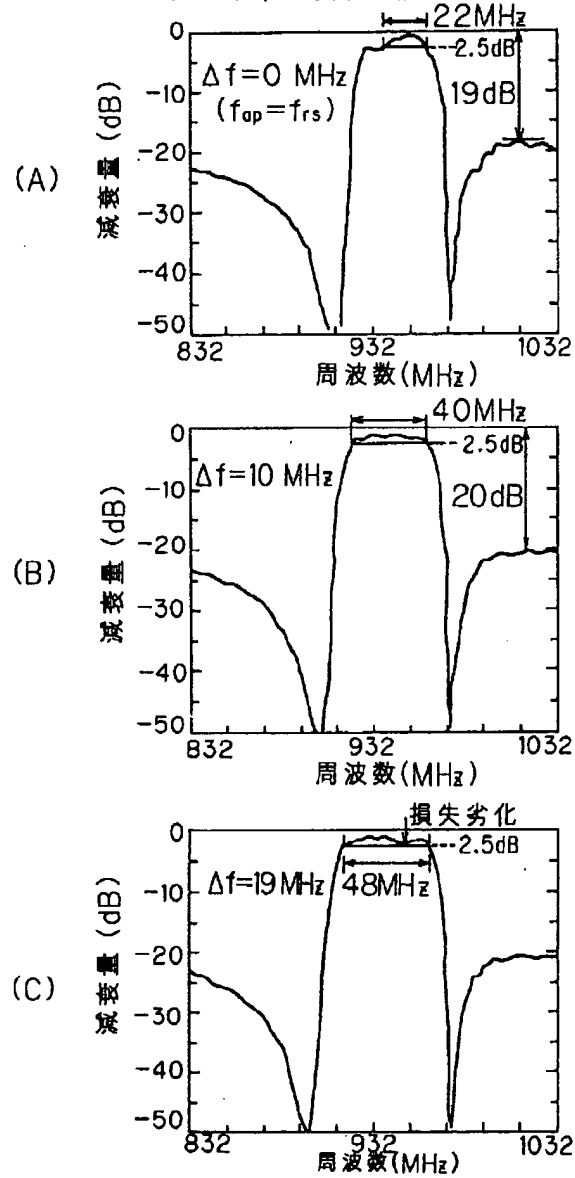 22MHz
0
-2.5dB
Δf=0 MHz
(fap=frs)
19dB
-10
-20
-30
-40
-50
減衰量 (dB)
(A)
832
932
1032
周波数(MHz)
40MHz
0
-2.5dB
Δf=10 MHz
20dB
-10
-20
-30
-40
-50
減衰量 (dB)
(B)
832
932
1032
周波数(MHz)
損失劣化
0
-2.5dB
Δf=19MHz
48MHz
-10
-20
-30
-40
-50
減衰量 (dB)
(C)
832
932
1032
周波数(MHz)